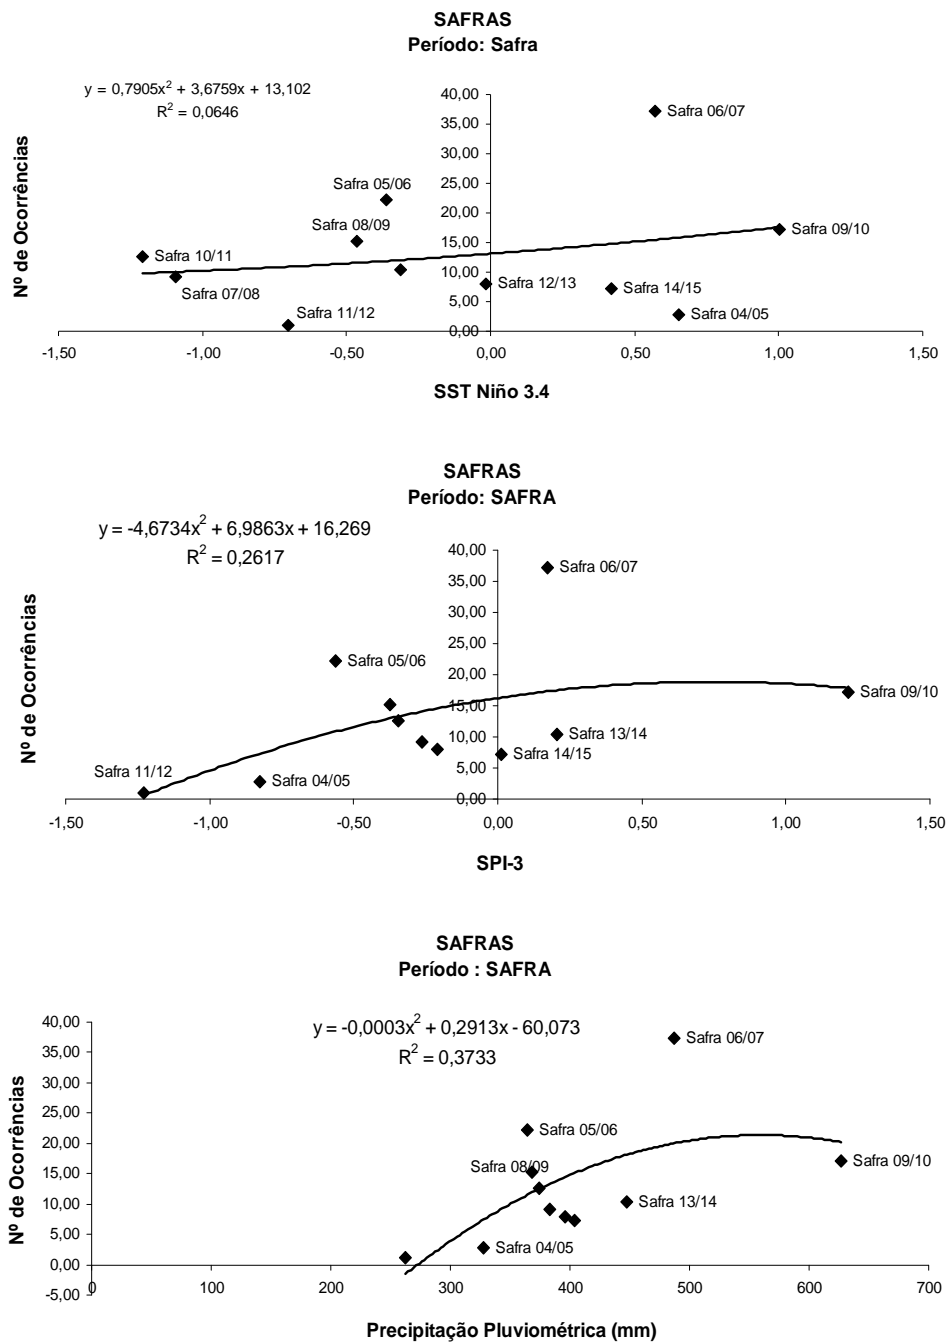 SAFRAS
Período: Safra
y = 0,7905x² + 3,6759x + 13,102
R² = 0,0646
Nº de Ocorrências
40,00
35,00
30,00
25,00
20,00
15,00
10,00
5,00
0,00
Safra 06/07
Safra 05/06
Safra 08/09
Safra 09/10
Safra 10/11
Safra 07/08
Safra 12/13
Safra 14/15
Safra 11/12
Safra 04/05
-1,50 -1,00 -0,50 0,00 0,50 1,00 1,50
SST Niño 3.4
SAFRAS
Período: SAFRA
y = -4,6734x² + 6,9863x + 16,269
R² = 0,2617
Nº de Ocorrências
40,00
35,00
30,00
25,00
20,00
15,00
10,00
5,00
0,00
Safra 06/07
Safra 05/06
Safra 09/10
Safra 13/14
Safra 14/15
Safra 11/12
Safra 04/05
-1,50 -1,00 -0,50 0,00 0,50 1,00 1,50
SPI-3
SAFRAS
Período : SAFRA
y = -0,0003x² + 0,2913x - 60,073
R² = 0,3733
Nº de Ocorrências
40,00
35,00
30,00
25,00
20,00
15,00
10,00
5,00
0,00
-5,00
Safra 06/07
Safra 05/06
Safra 08/09
Safra 09/10
Safra 13/14
Safra 04/05
0 100 200 300 400 500 600 700
Precipitação Pluviométrica (mm)